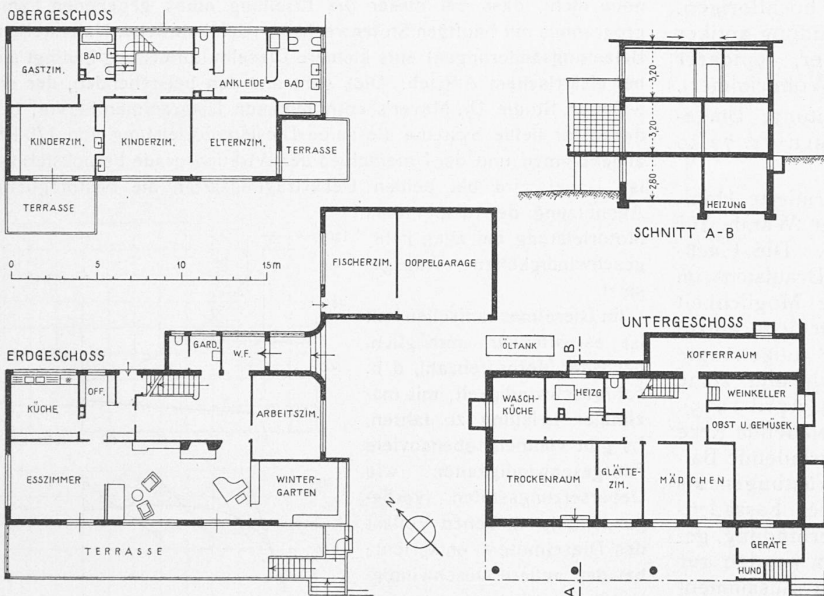 OBERGESCHOSS
GASTZIM.
BAD
ANKLEIDE
BAD
KINDERZIM.
KINDERZIM.
ELTERNZIM.
TERRASSE
TERRASSE
3,20
3,20
2,60
HEIZUNG
SCHNITT A-B
0 5 10 15 m
FISCHERZIM. DOPPELGARAGE
ERDGESCHOSS
GARD.
W.F.
KÜCHE
OFF.
ARBEITSZIM.
ESSZIMMER
WINTER-
GARTEN
TERRASSE
N
UNTERGESCHOSS
ÖLTANK
B
KOFFERRAUM
WASCH-
KÜCHE
HEIZG
WEINKELLER
OBST U. GEMÜSEK.
TROCKENRAUM
GLÄTTE-
ZIM.
MÄDCHEN
GERÄTE
HUND
A